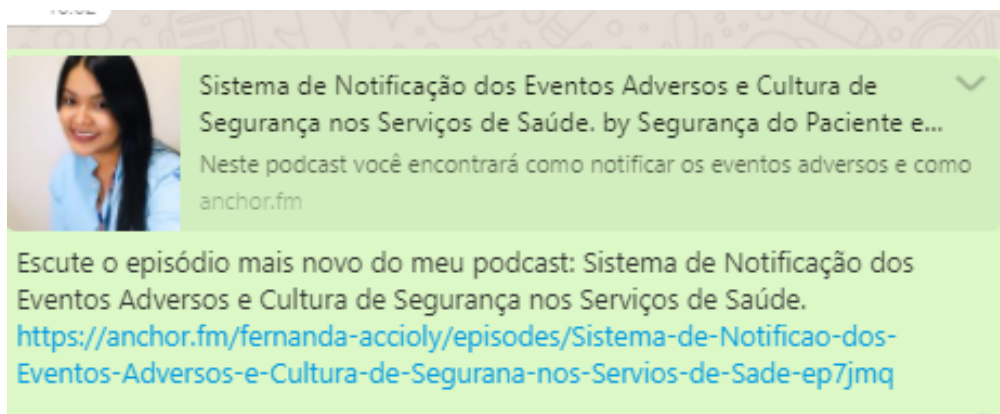 Sistema de Notificação dos Eventos Adversos e Cultura de
Segurança nos Serviços de Saúde. by Segurança do Paciente e...
Neste podcast você encontrará como notificar os eventos adversos e como
anchor.fm
Escute o episódio mais novo do meu podcast: Sistema de Notificação dos
Eventos Adversos e Cultura de Segurança nos Serviços de Saúde.
https://anchor.fm/fernanda-accioly/episodes/Sistema-de-Notificao-dos-
Eventos-Adversos-e-Cultura-de-Segurana-nos-Servios-de-Sade-ep7jmq